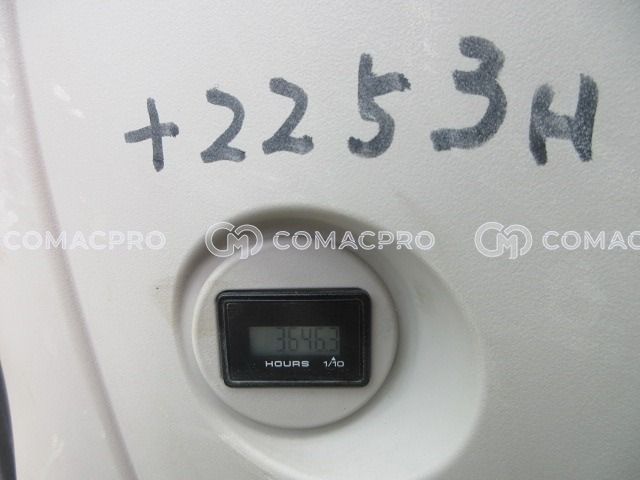 +2253H
COMACPRO COMACPRO COMACPRO
3646.3
HOURS 1/10